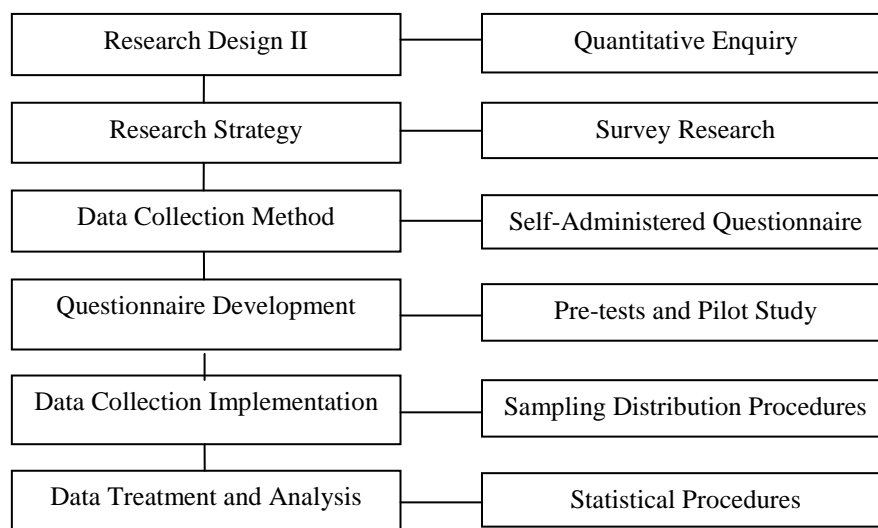 Research Design II
Quantitative Enquiry
Research Strategy
Survey Research
Data Collection Method
Self-Administered Questionnaire
Questionnaire Development
Pre-tests and Pilot Study
Data Collection Implementation
Sampling Distribution Procedures
Data Treatment and Analysis
Statistical Procedures